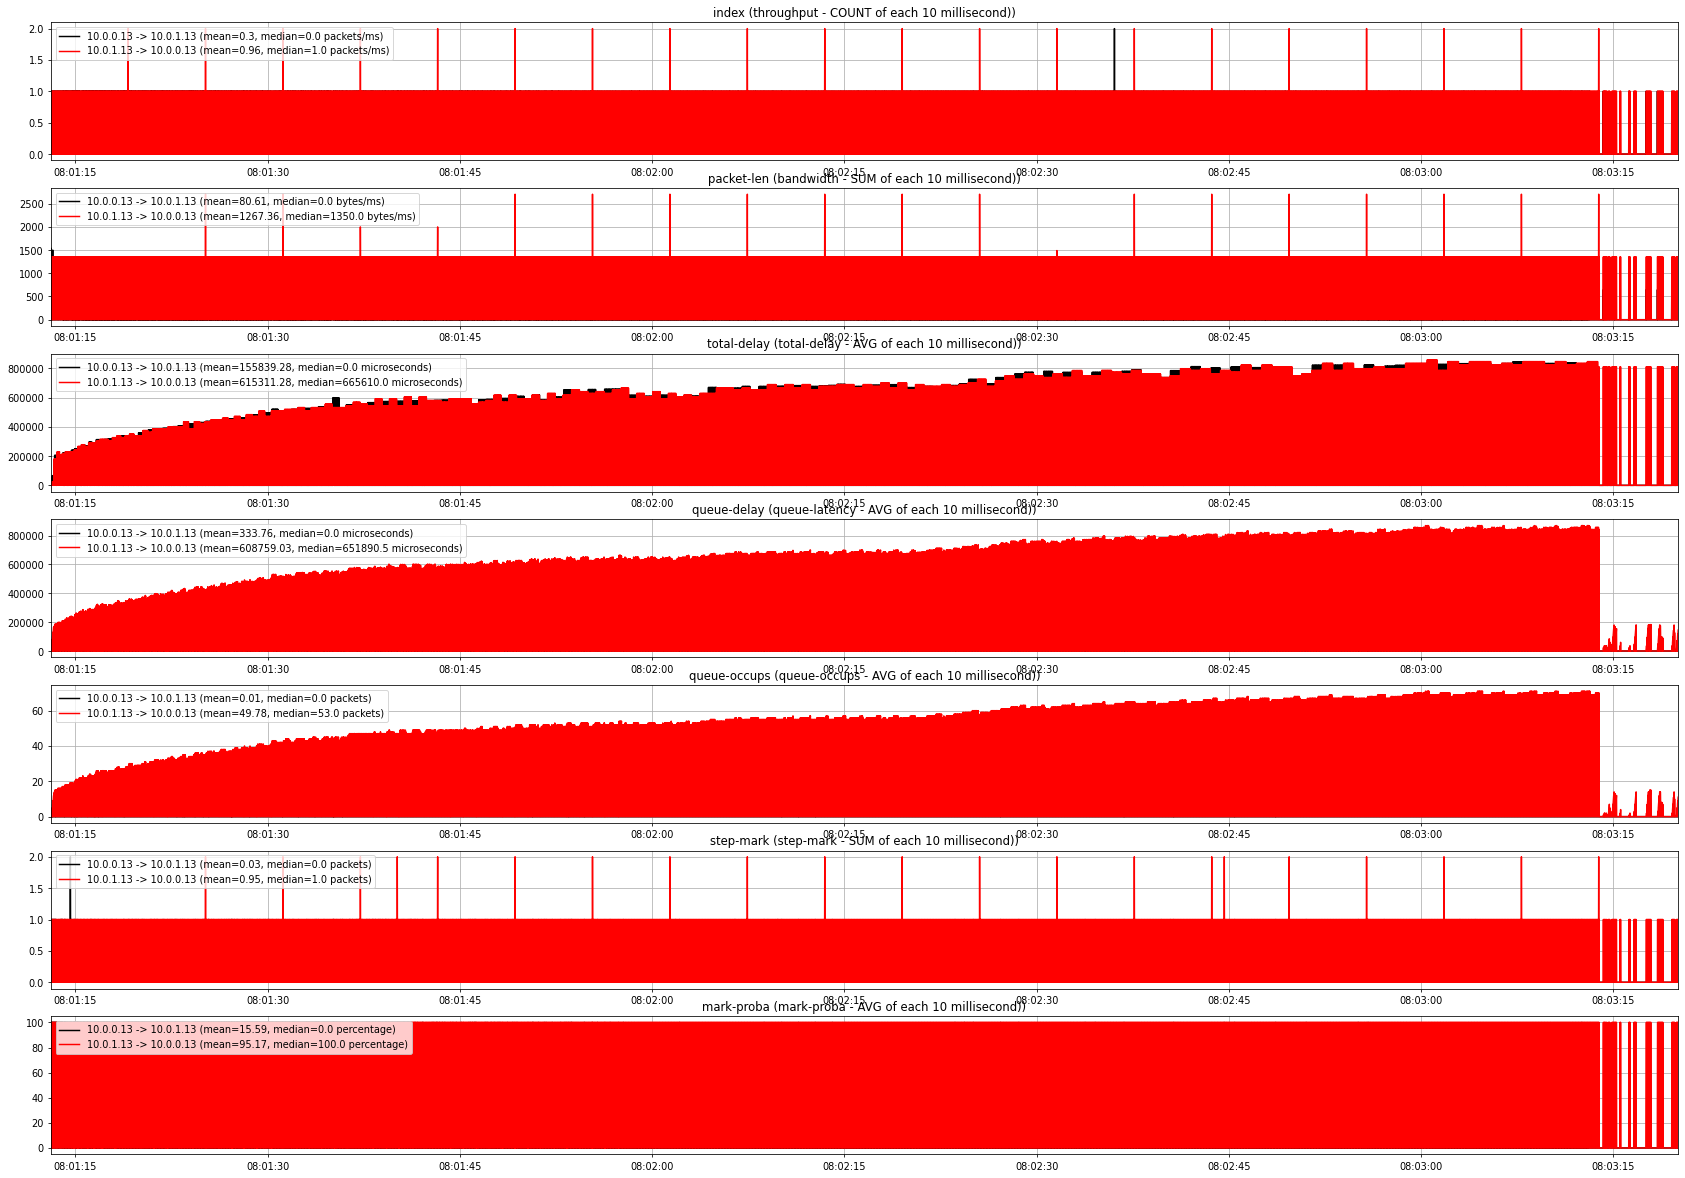 index (throughput - COUNT of each 10 millisecond))
10.0.0.13 -> 10.0.1.13 (mean=0.3, median=0.0 packets/ms)
10.0.1.13 -> 10.0.0.13 (mean=0.96, median=1.0 packets/ms)
2.0
1.5
1.0
0.5
0.0
08:01:15 08:01:30 08:01:45 08:02:00 08:02:15 08:02:30 08:02:45 08:03:00 08:03:15
packet-len (bandwidth - SUM of each 10 millisecond))
10.0.0.13 -> 10.0.1.13 (mean=80.61, median=0.0 bytes/ms)
10.0.1.13 -> 10.0.0.13 (mean=1267.36, median=1350.0 bytes/ms)
2500
2000
1500
1000
500
0
08:01:15 08:01:30 08:01:45 08:02:00 08:02:15 08:02:30 08:02:45 08:03:00 08:03:15
total-delay (total-delay - AVG of each 10 millisecond))
10.0.0.13 -> 10.0.1.13 (mean=155839.28, median=0.0 microseconds)
10.0.1.13 -> 10.0.0.13 (mean=615311.28, median=665610.0 microseconds)
800000
600000
400000
200000
0
08:01:15 08:01:30 08:01:45 08:02:00 08:02:15 08:02:30 08:02:45 08:03:00 08:03:15
queue-delay (queue-latency - AVG of each 10 millisecond))
10.0.0.13 -> 10.0.1.13 (mean=333.76, median=0.0 microseconds)
10.0.1.13 -> 10.0.0.13 (mean=608759.03, median=651890.5 microseconds)
800000
600000
400000
200000
0
08:01:15 08:01:30 08:01:45 08:02:00 08:02:15 08:02:30 08:02:45 08:03:00 08:03:15
queue-occups (queue-occups - AVG of each 10 millisecond))
10.0.0.13 -> 10.0.1.13 (mean=0.01, median=0.0 packets)
10.0.1.13 -> 10.0.0.13 (mean=49.78, median=53.0 packets)
60
40
20
0
08:01:15 08:01:30 08:01:45 08:02:00 08:02:15 08:02:30 08:02:45 08:03:00 08:03:15
step-mark (step-mark - SUM of each 10 millisecond))
10.0.0.13 -> 10.0.1.13 (mean=0.03, median=0.0 packets)
10.0.1.13 -> 10.0.0.13 (mean=0.95, median=1.0 packets)
2.0
1.5
1.0
0.5
0.0
08:01:15 08:01:30 08:01:45 08:02:00 08:02:15 08:02:30 08:02:45 08:03:00 08:03:15
mark-proba (mark-proba - AVG of each 10 millisecond))
10.0.0.13 -> 10.0.1.13 (mean=15.59, median=0.0 percentage)
10.0.1.13 -> 10.0.0.13 (mean=95.17, median=100.0 percentage)
100
80
60
40
20
0
08:01:15 08:01:30 08:01:45 08:02:00 08:02:15 08:02:30 08:02:45 08:03:00 08:03:15